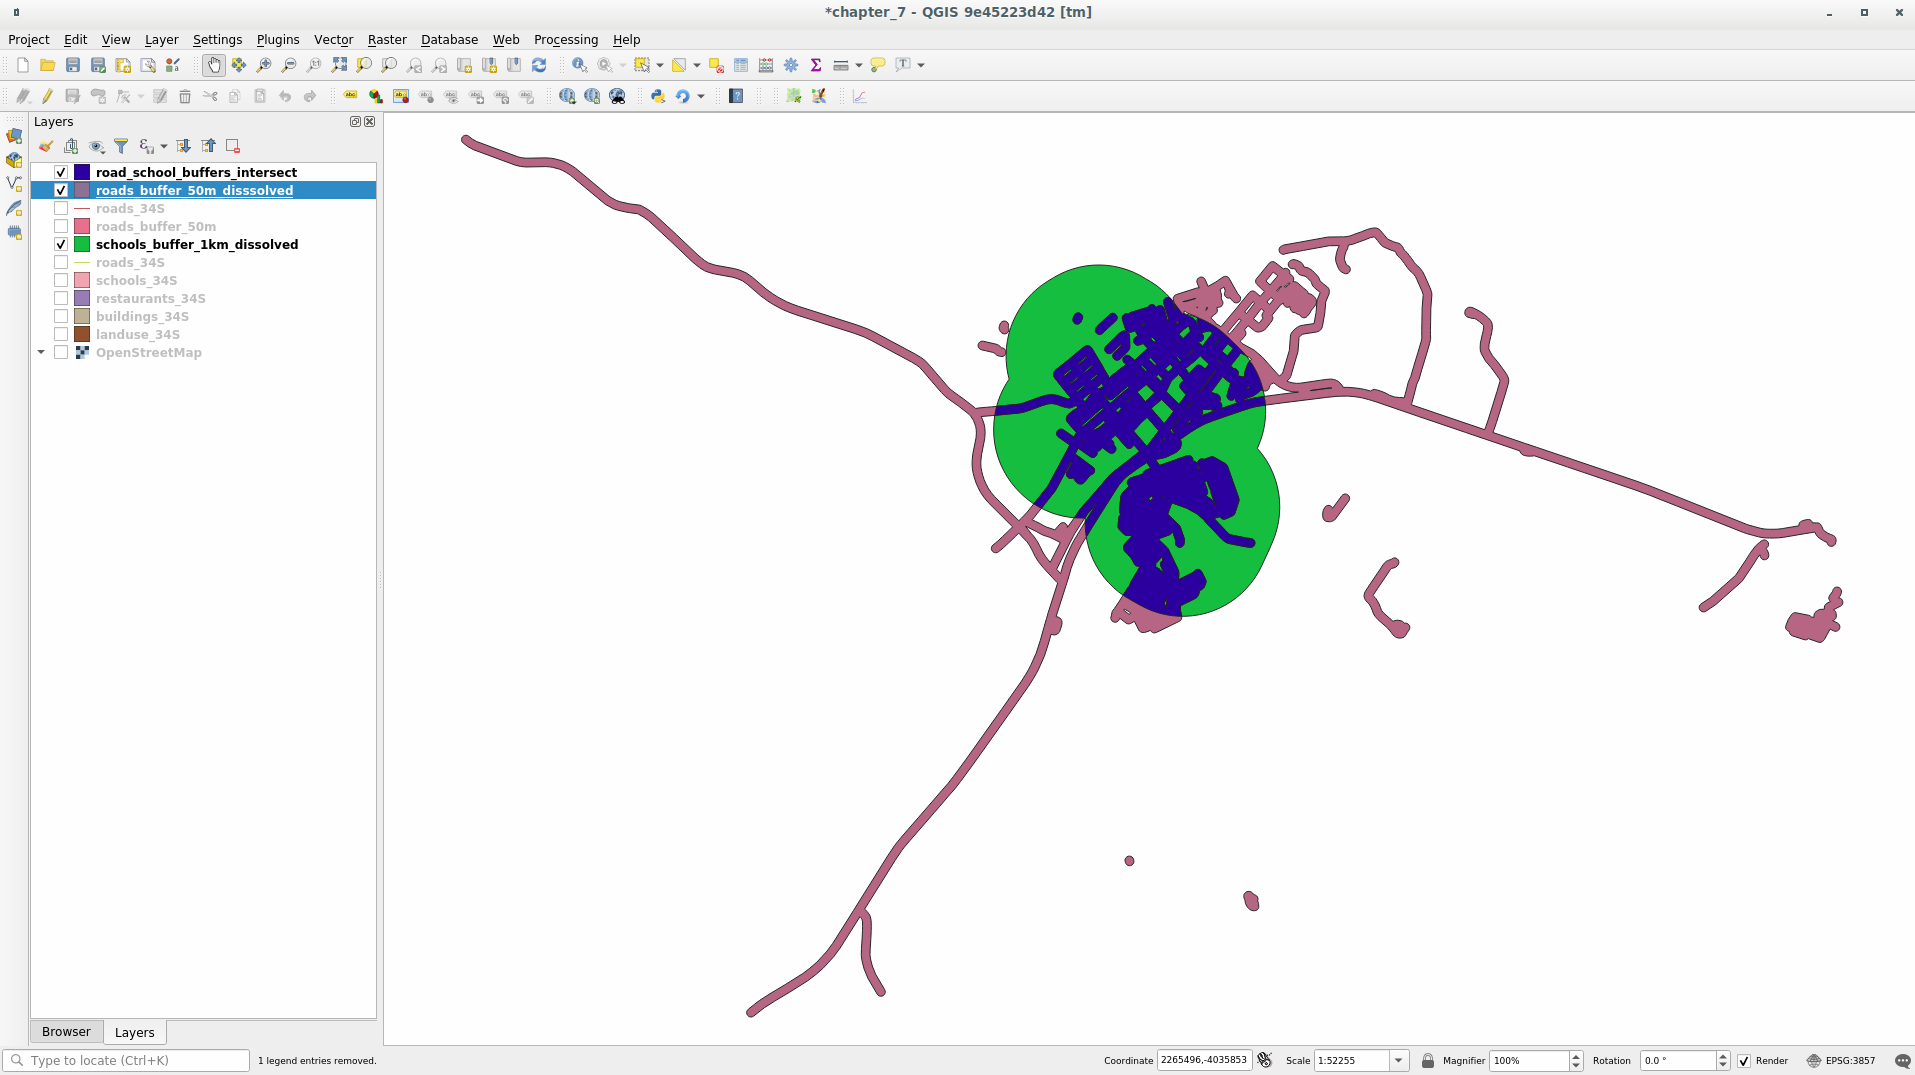 *chapter_7 - QGIS 9e45223d42 [tm]
Project Edit View Layer Settings Plugins Vector Raster Database Web Processing Help
Layers
road_school_buffers_intersect
roads_buffer_50m_disssolved
roads_34S
roads_buffer_50m
schools_buffer_1km_dissolved
roads_34S
schools_34S
restaurants_34S
buildings_34S
landuse_34S
OpenStreetMap
Browser Layers
Type to locate (Ctrl+K) 1 legend entries removed. Coordinate 2265496,-4035853 Scale 1:52255 Magnifier 100% Rotation 0.0 ° Render EPSG:3857